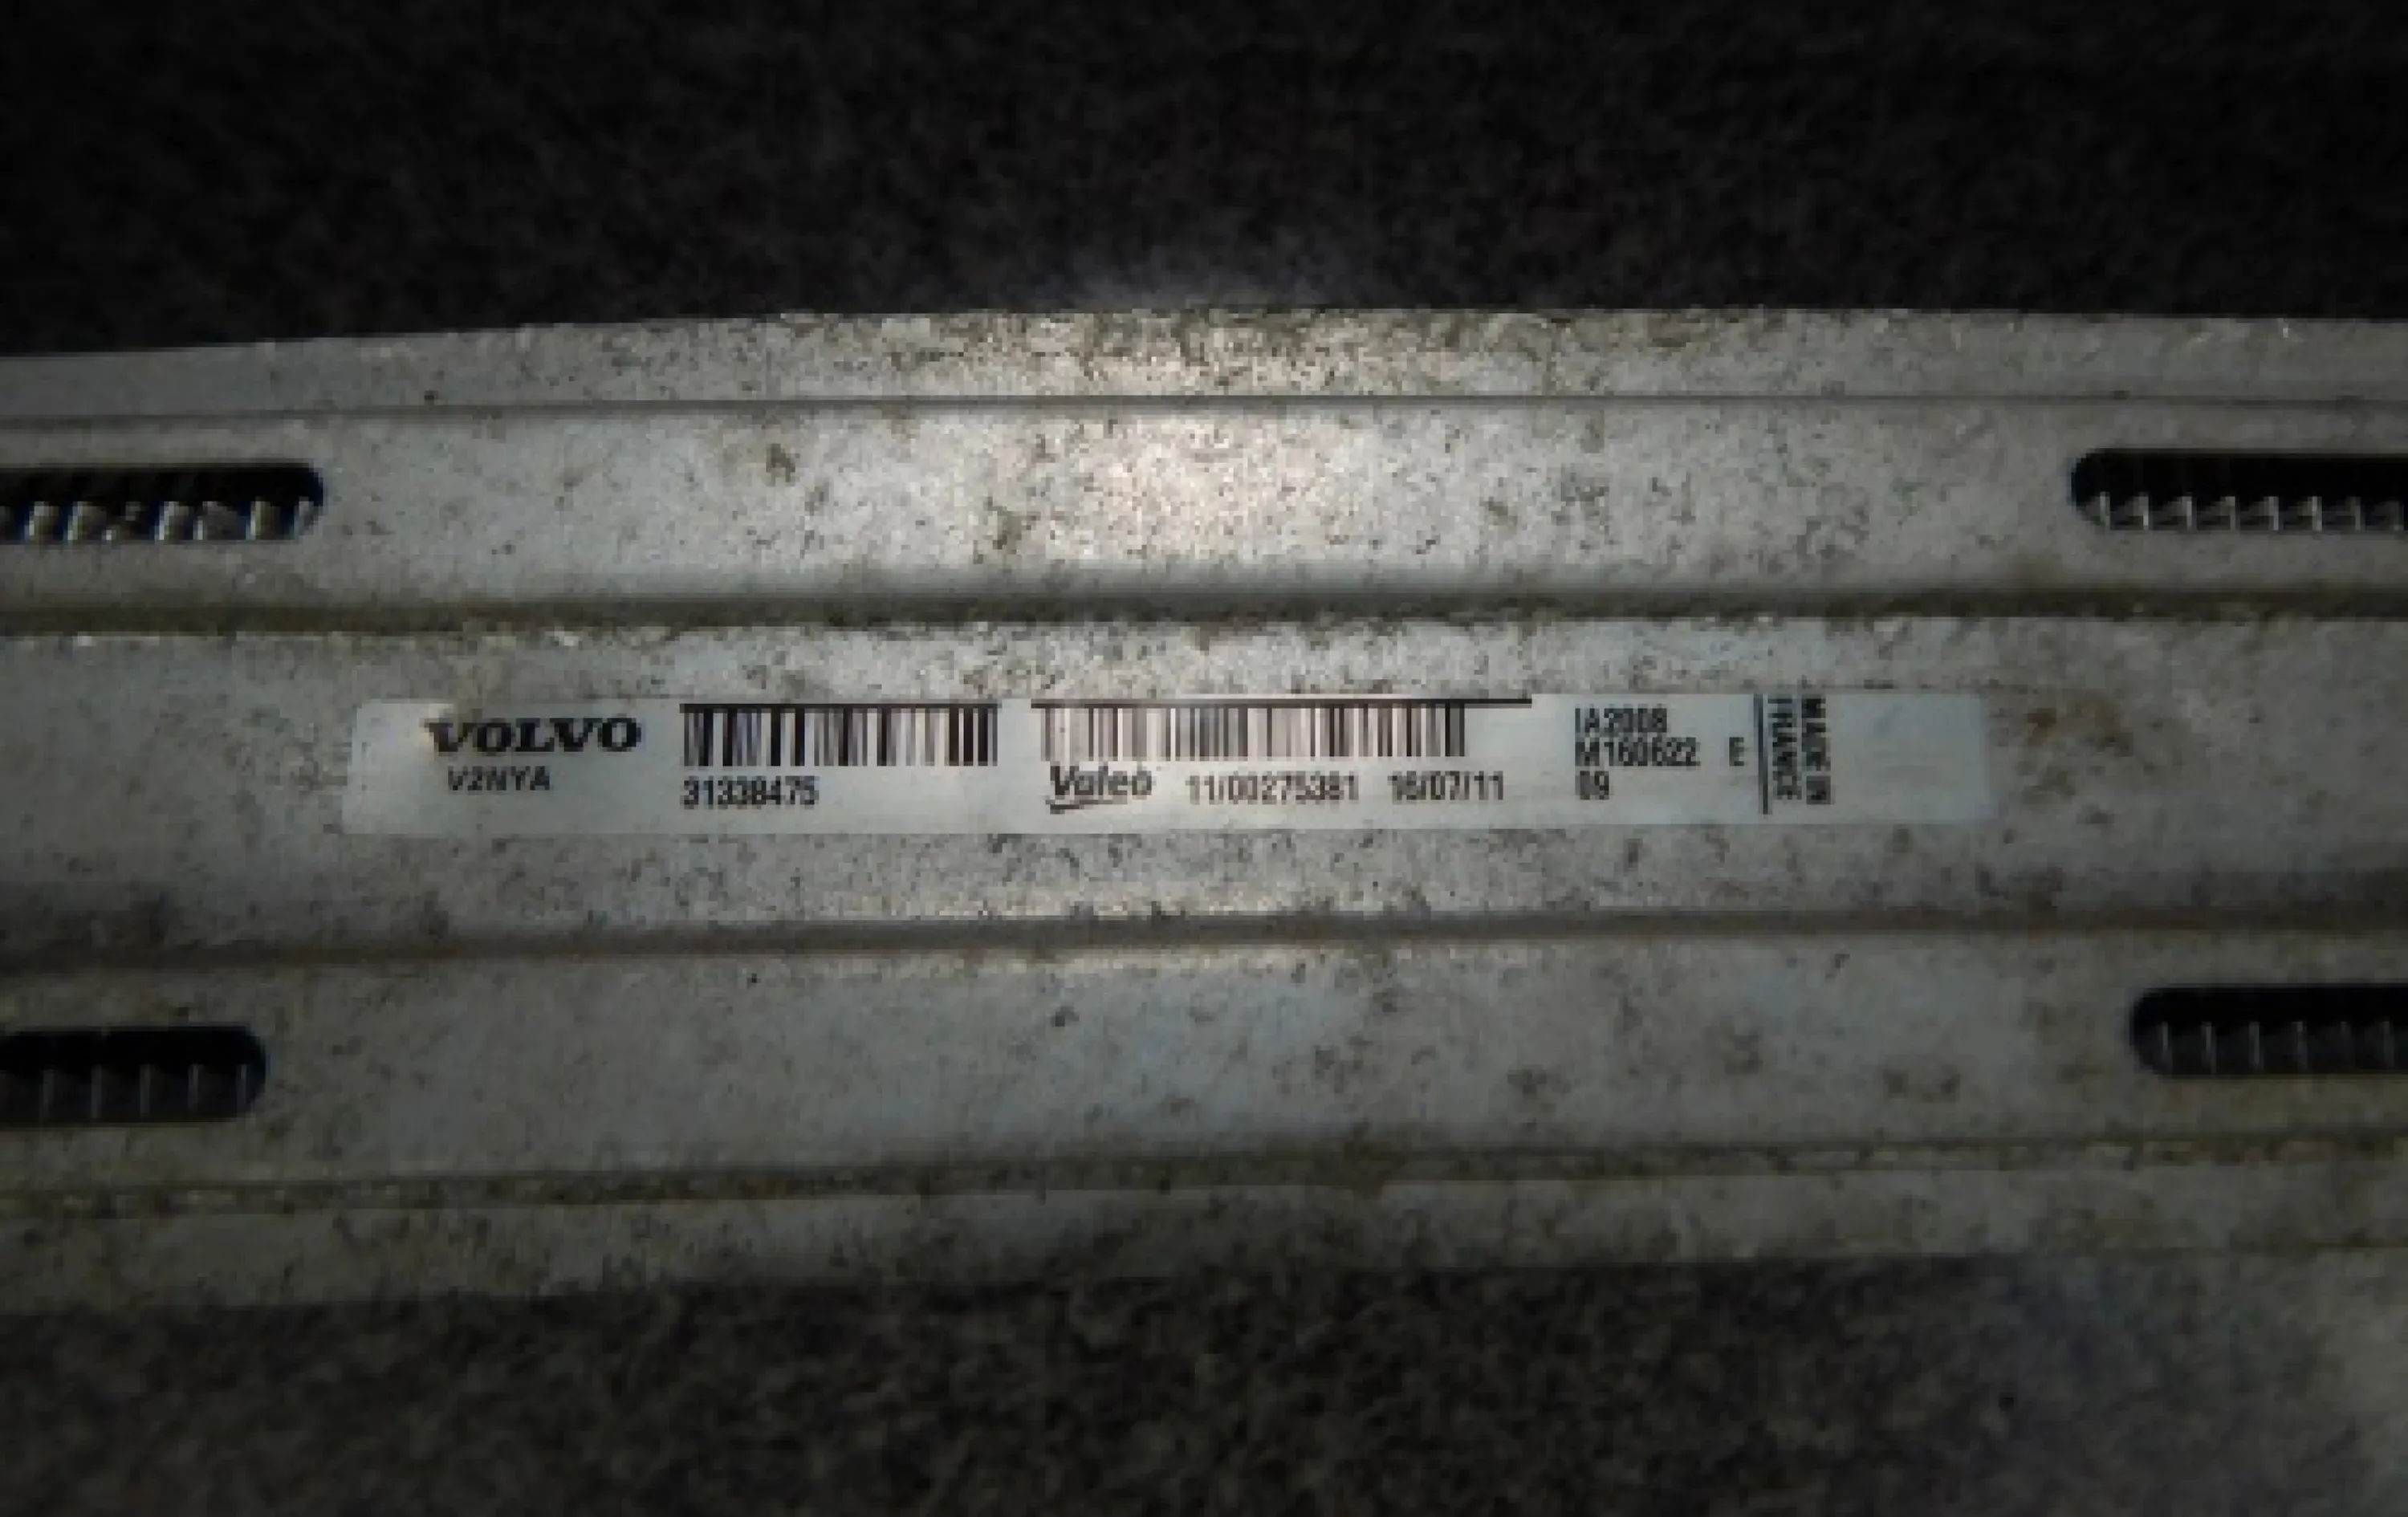 VOLVO
V2NYA
31338475
Valeo 11/00275381 16/07/11
IA2008
M160622 E
09
MADE IN
FRANCE